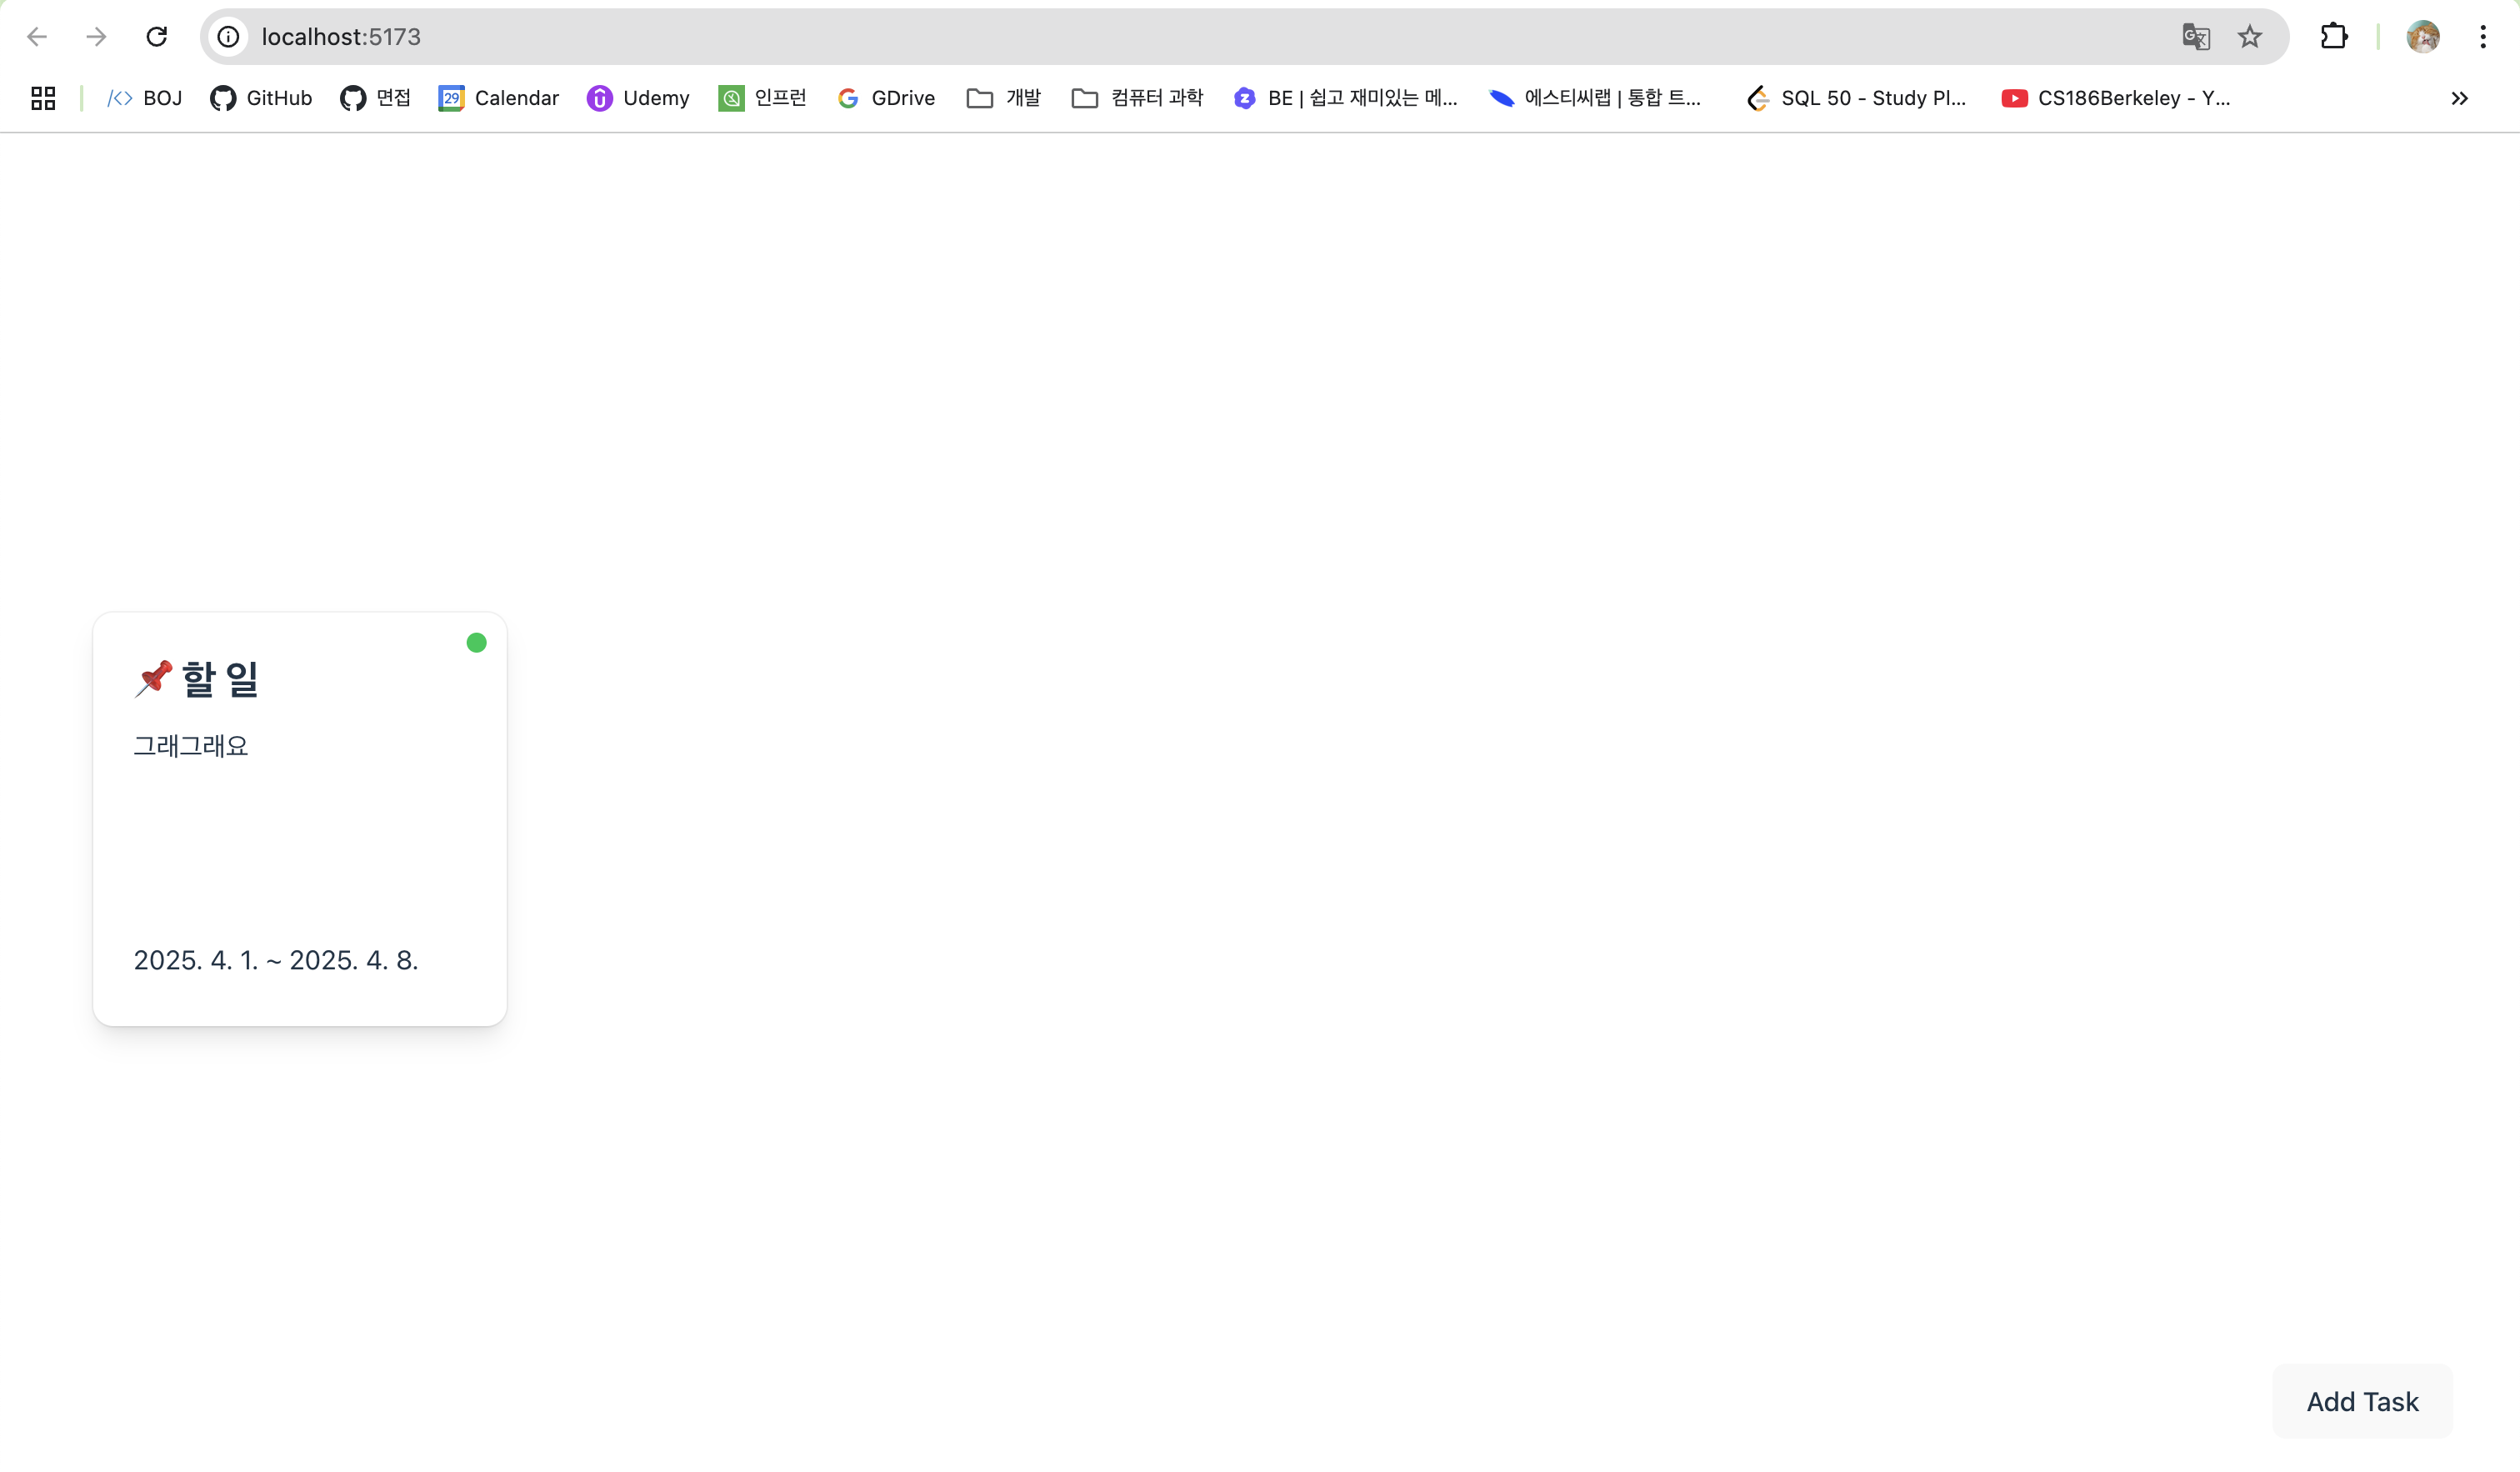 localhost:5173
BOJ GitHub 면접 29 Calendar Udemy 인프런 GDrive 개발 컴퓨터 과학 BE | 쉽고 재미있는 메... 에스티씨랩 | 통합 트... SQL 50 - Study Pl... CS186Berkeley - Y...
할 일
그래그래요
2025. 4. 1. ~ 2025. 4. 8.
Add Task